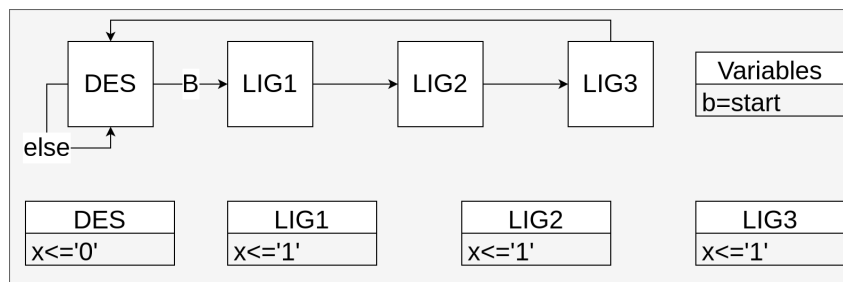 DES
B
LIG1
LIG2
LIG3
else
Variables
b=start
DES
x<='0'
LIG1
x<='1'
LIG2
x<='1'
LIG3
x<='1'